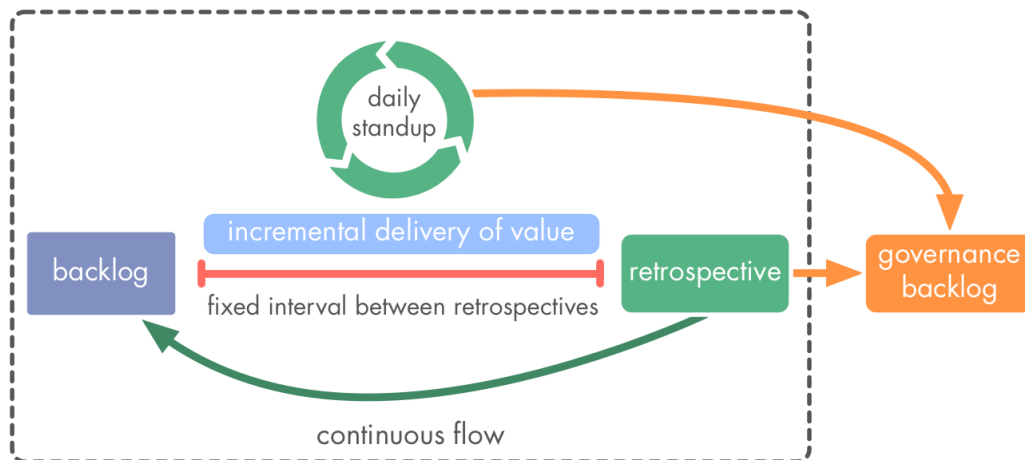 daily
standup
incremental delivery of value
backlog
fixed interval between retrospectives
retrospective
governance
backlog
continuous flow